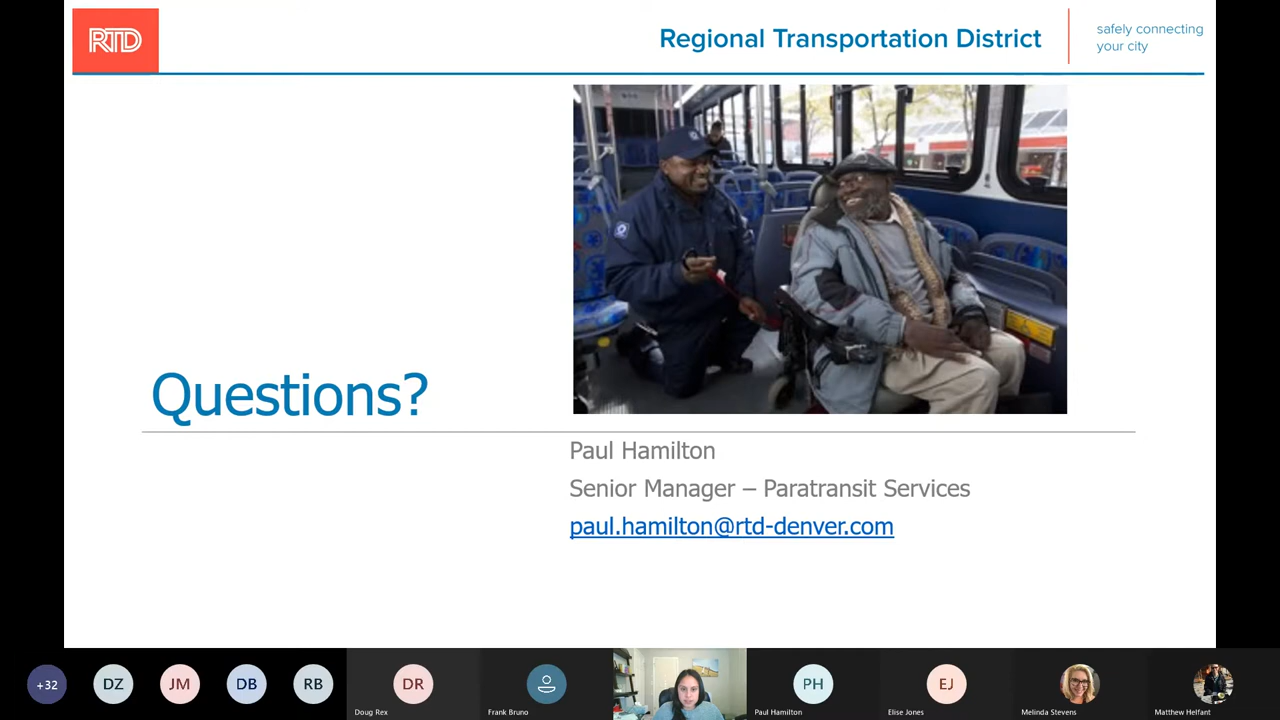 RTD
Regional Transportation District
safely connecting
your city
Questions?
Paul Hamilton
Senior Manager – Paratransit Services
paul.hamilton@rtd-denver.com
+32
DZ
JM
DB
RB
DR
PH
EJ
Doug Rex
Frank Bruno
Paul Hamilton
Elise Jones
Melinda Stevens
Matthew Helfant